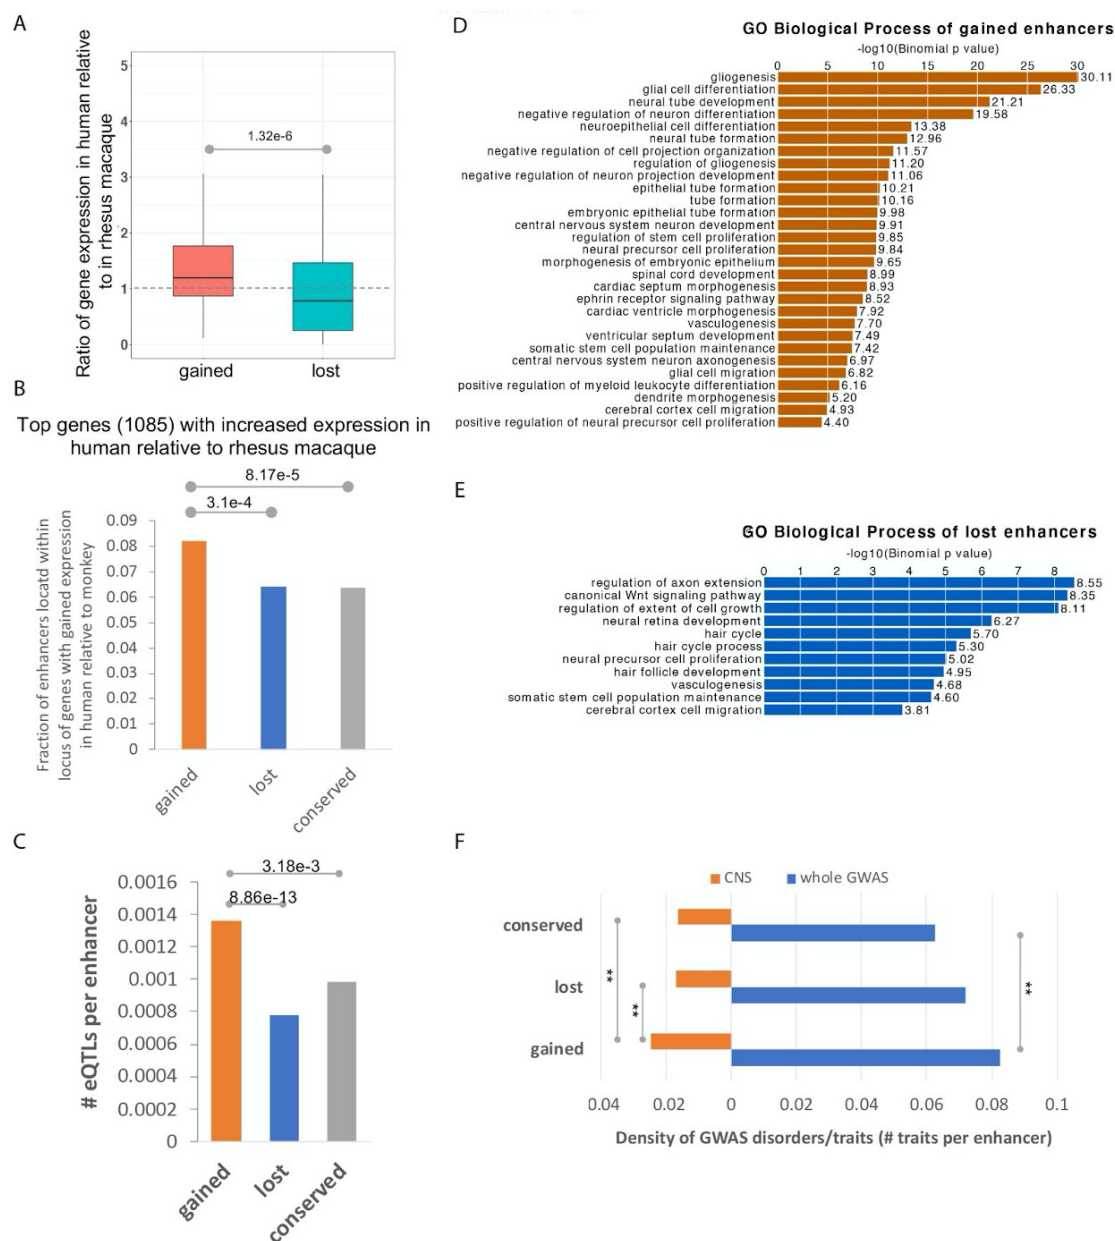 A
Ratio of gene expression in human relative
to in rhesus macaque
5
4
3
2
1
0
1.32e-6
gained
lost
B
Top genes (1085) with increased expression in
human relative to rhesus macaque
8.17e-5
3.1e-4
Fraction of enhancers locatd within
locus of genes with gained expression
in human relative to monkey
0.09
0.08
0.07
0.06
0.05
0.04
0.03
0.02
0.01
0
gained
lost
conserved
C
3.18e-3
8.86e-13
# eQTLs per enhancer
0.0016
0.0014
0.0012
0.001
0.0008
0.0006
0.0004
0.0002
0
gained
lost
conserved
D
GO Biological Process of gained enhancers
-log10(Binomial p value)
0 5 10 15 20 25 30
gliogenesis 30.11
glial cell differentiation 26.33
neural tube development 21.21
negative regulation of neuron differentiation 19.58
neuroepithelial cell differentiation 13.38
neural tube formation 12.96
negative regulation of cell projection organization 11.57
regulation of gliogenesis 11.20
negative regulation of neuron projection development 11.06
epithelial tube formation 10.21
tube formation 10.16
embryonic epithelial tube formation 9.98
central nervous system neuron development 9.91
regulation of stem cell proliferation 9.85
neural precursor cell proliferation 9.84
morphogenesis of embryonic epithelium 9.65
spinal cord development 8.99
cardiac septum morphogenesis 8.93
ephrin receptor signaling pathway 8.52
cardiac ventricle morphogenesis 7.92
vasculogenesis 7.70
ventricular septum development 7.49
somatic stem cell population maintenance 7.42
central nervous system neuron axonogenesis 6.97
glial cell migration 6.82
positive regulation of myeloid leukocyte differentiation 6.16
dendrite morphogenesis 5.20
cerebral cortex cell migration 4.93
positive regulation of neural precursor cell proliferation 4.40
E
GO Biological Process of lost enhancers
-log10(Binomial p value)
0 1 2 3 4 5 6 7 8
regulation of axon extension 8.55
canonical Wnt signaling pathway 8.35
regulation of extent of cell growth 8.11
neural retina development 6.27
hair cycle 5.70
hair cycle process 5.30
neural precursor cell proliferation 5.02
hair follicle development 4.95
vasculogenesis 4.68
somatic stem cell population maintenance 4.60
cerebral cortex cell migration 3.81
F
CNS whole GWAS
conserved
lost
gained
**
**
**
0.04 0.02 0 0.02 0.04 0.06 0.08 0.1
Density of GWAS disorders/traits (# traits per enhancer)